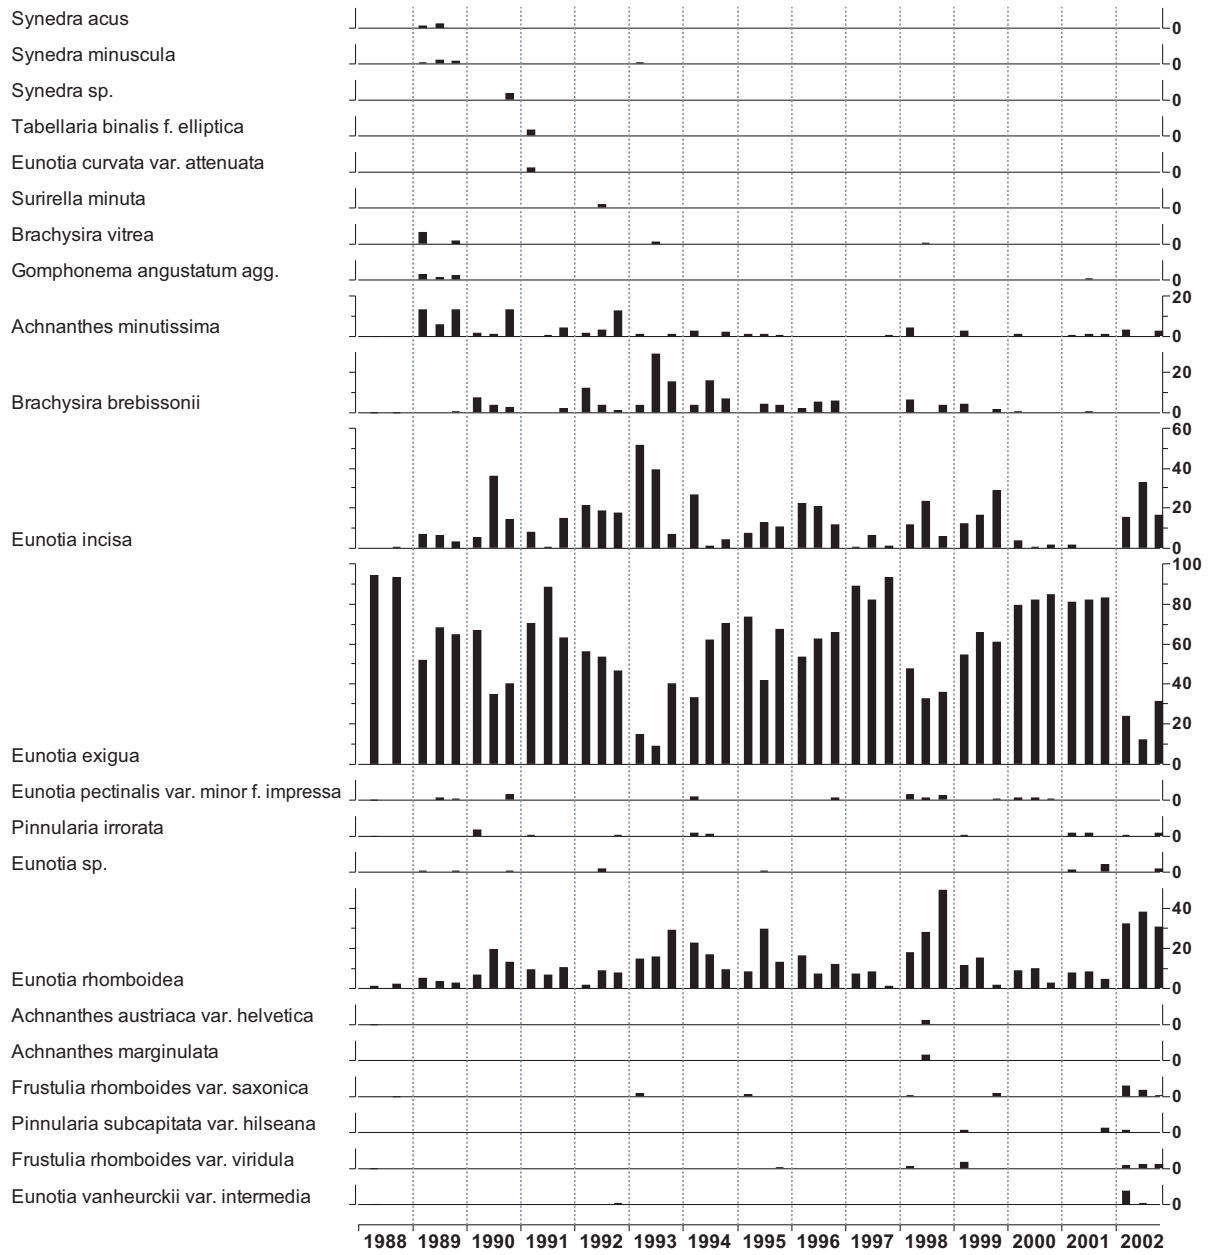 Synedra acus 0
Synedra minuscula 0
Synedra sp. 0
Tabellaria binalis f. elliptica 0
Eunotia curvata var. attenuata 0
Surirella minuta 0
Brachysira vitrea 0
Gomphonema angustatum agg. 0
20
Achnanthes minutissima
0
20
Brachysira brebissonii
0
60
40
20
Eunotia incisa
0
100
80
60
40
20
Eunotia exigua
0
Eunotia pectinalis var. minor f. impressa 0
Pinnularia irrorata 0
Eunotia sp. 0
40
20
Eunotia rhomboidea
0
Achnanthes austriaca var. helvetica 0
Achnanthes marginulata 0
Frustulia rhomboides var. saxonica 0
Pinnularia subcapitata var. hilseana 0
Frustulia rhomboides var. viridula 0
Eunotia vanheurckii var. intermedia 0
1988 1989 1990 1991 1992 1993 1994 1995 1996 1997 1998 1999 2000 2001 2002